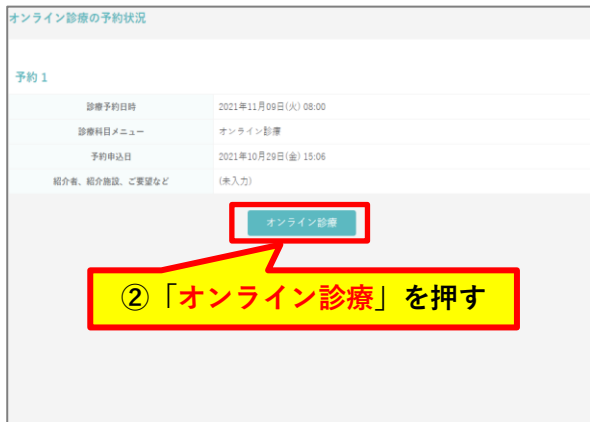 オンライン診療の予約状況
予約 1
診療予約日時 2021年11月09日(火) 08:00
診療科目メニュー オンライン診療
予約申込日 2021年10月29日(金) 15:06
紹介者、紹介施設、ご要望など (未入力)
オンライン診療
②「オンライン診療」を押す